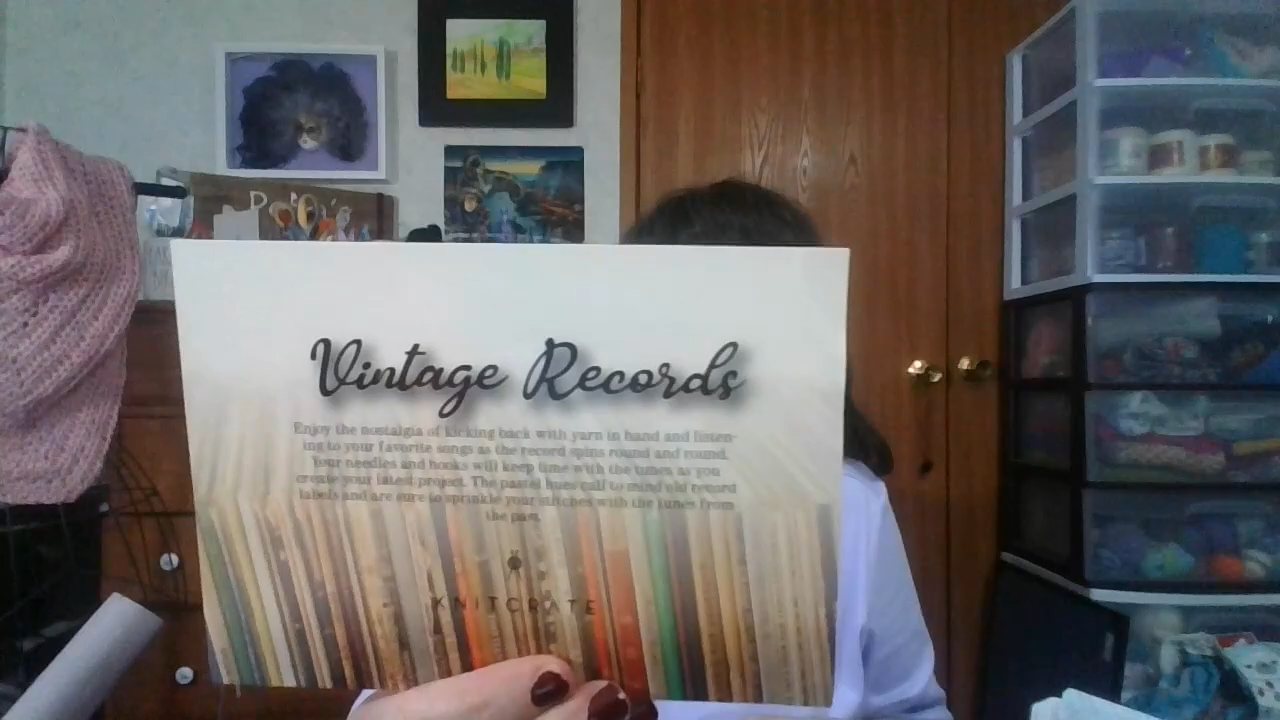 Vintage Records
Enjoy the nostalgia of kicking back with yarn in hand and listen-
ing to your favorite songs as the record spins round and round.
Your needles and hooks will keep time with the tunes as you
create your latest project. The pastel hues call to mind old record
labels and are sure to sprinkle your stitches with the tunes from
the past.
KNITCRATE